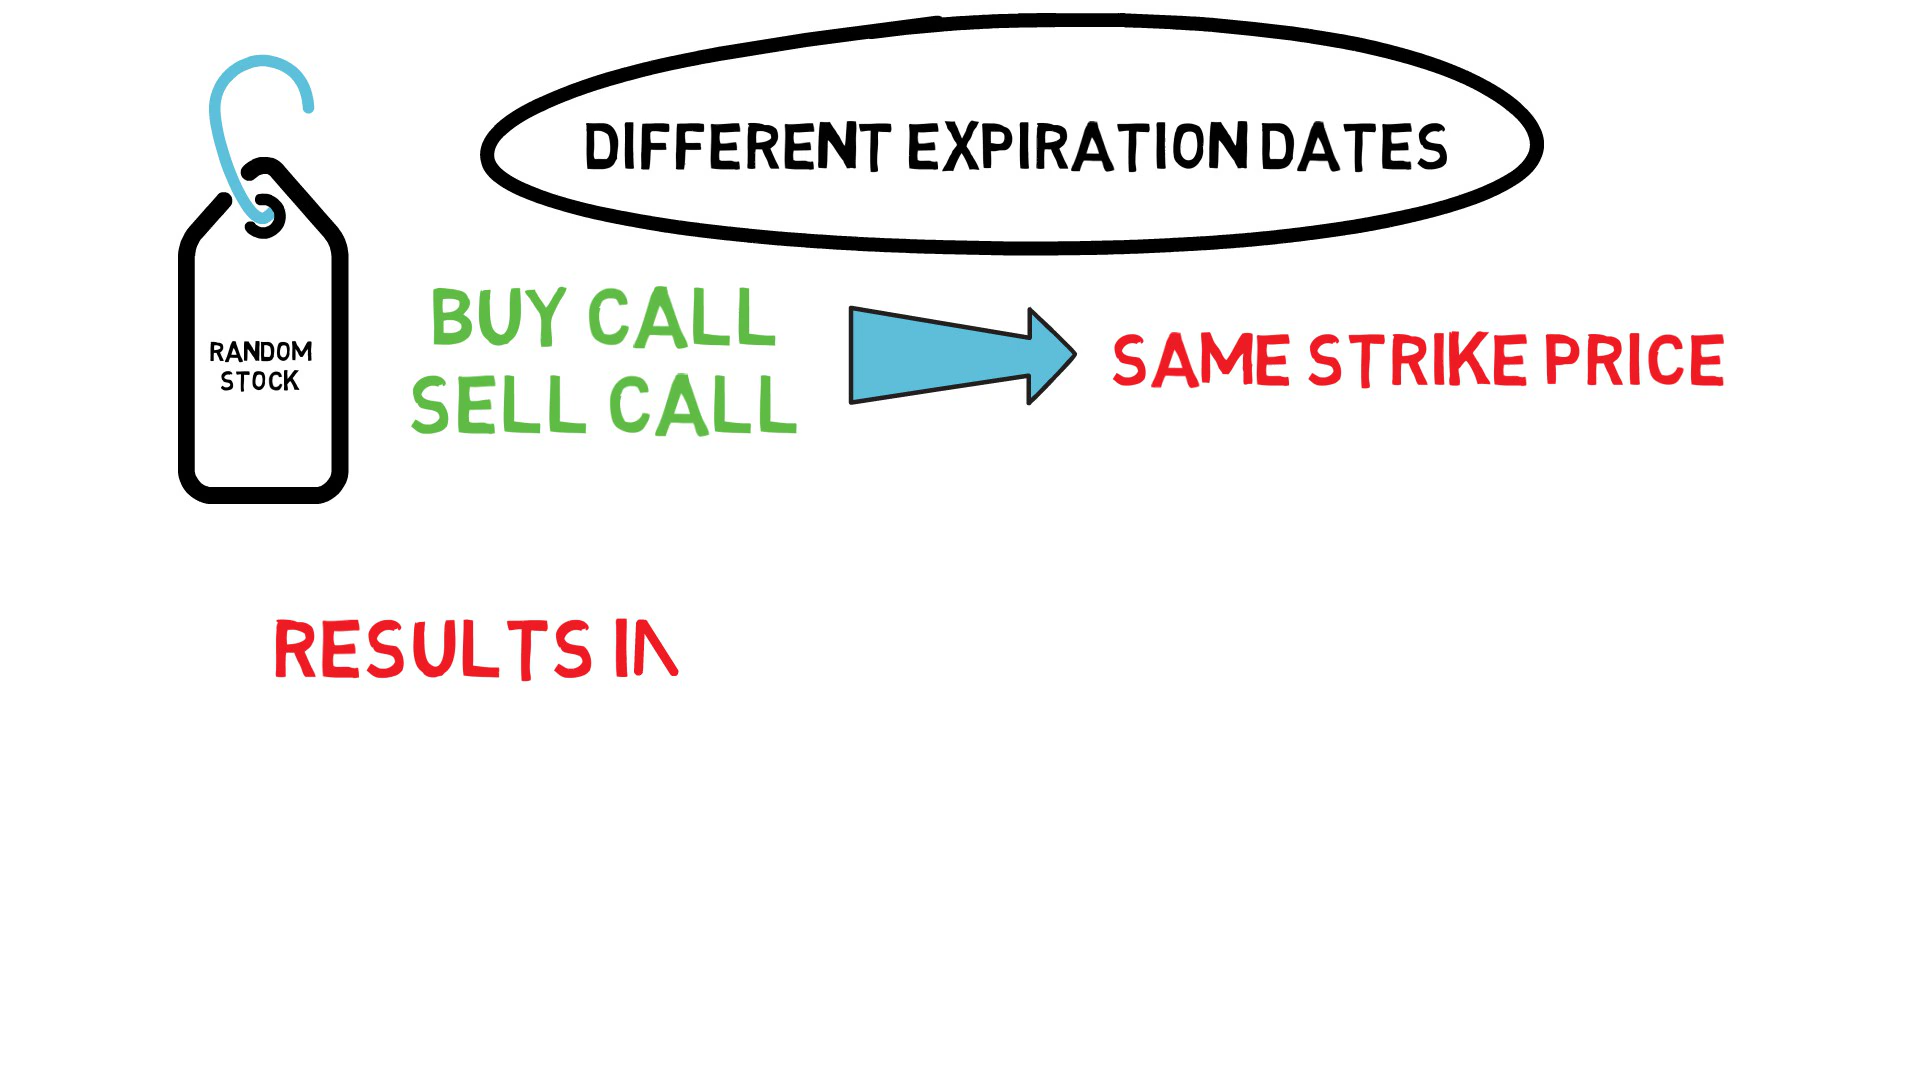 DIFFERENT EXPIRATION DATES
RANDOM
STOCK
BUY CALL
SELL CALL
SAME STRIKE PRICE
RESULTS